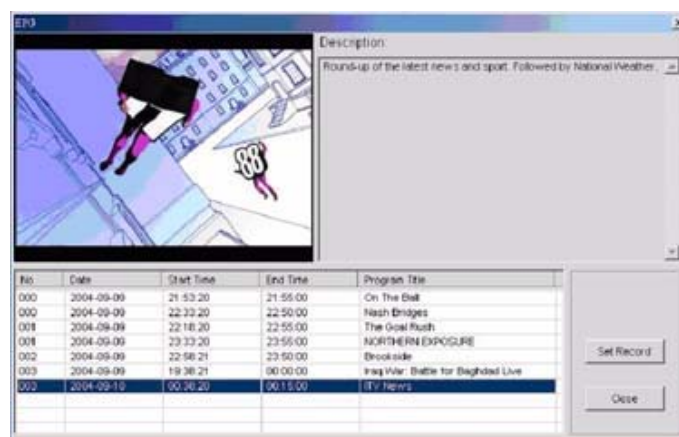 EPG
Description:
Round-up of the latest news and sport. Followed by National Weather.
88
No Date Start Time End Time Program Title
000 2004-09-09 21:53:20 21:55:00 On The Ball
000 2004-09-09 22:33:20 22:50:00 Nash Bridges
001 2004-09-09 22:18:20 22:55:00 The Goal Rush
001 2004-09-09 23:33:20 23:55:00 NORTHERN EXPOSURE
002 2004-09-09 22:58:21 23:50:00 Brookside
003 2004-09-09 19:38:21 00:00:00 Iraq War: Battle for Baghdad Live
003 2004-09-10 00:38:20 00:15:00 ITV News
Set Record
Close